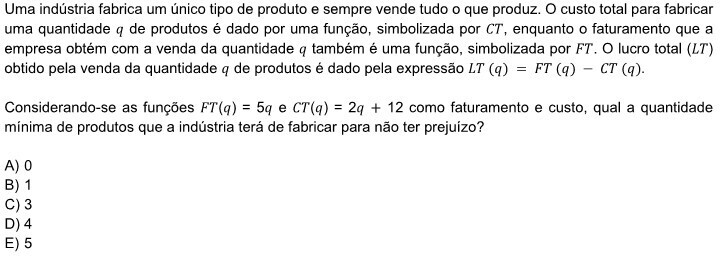 Uma indústria fabrica um único tipo de produto e sempre vende tudo o que produz. O custo total para fabricar
uma quantidade q de produtos é dado por uma função, simbolizada por CT, enquanto o faturamento que a
empresa obtém com a venda da quantidade q também é uma função, simbolizada por FT. O lucro total (LT)
obtido pela venda da quantidade q de produtos é dado pela expressão LT (q) = FT (q) − CT (q).
Considerando-se as funções FT(q) = 5q e CT(q) = 2q + 12 como faturamento e custo, qual a quantidade
mínima de produtos que a indústria terá de fabricar para não ter prejuízo?
A) 0
B) 1
C) 3
D) 4
E) 5